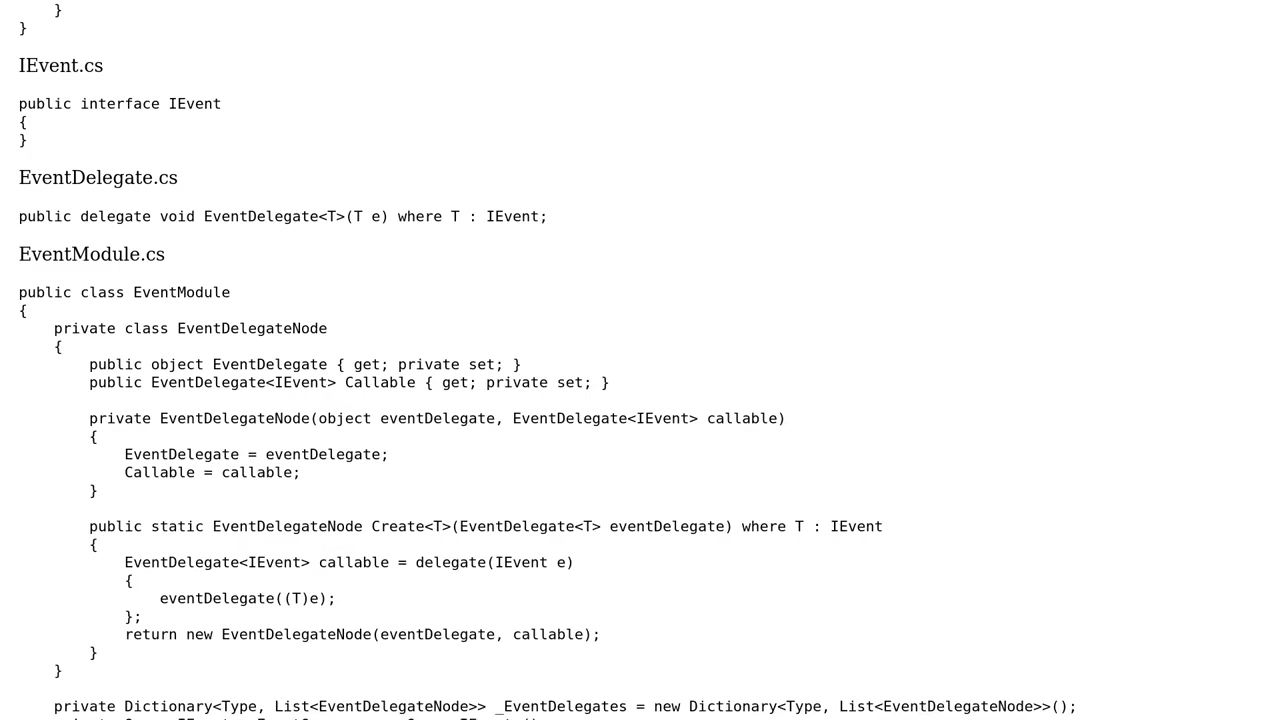 }
}
IEvent.cs
public interface IEvent
{
}
EventDelegate.cs
public delegate void EventDelegate<T>(T e) where T : IEvent;
EventModule.cs
public class EventModule
{
    private class EventDelegateNode
    {
        public object EventDelegate { get; private set; }
        public EventDelegate<IEvent> Callable { get; private set; }

        private EventDelegateNode(object eventDelegate, EventDelegate<IEvent> callable)
        {
            EventDelegate = eventDelegate;
            Callable = callable;
        }

        public static EventDelegateNode Create<T>(EventDelegate<T> eventDelegate) where T : IEvent
        {
            EventDelegate<IEvent> callable = delegate(IEvent e)
            {
                eventDelegate((T)e);
            };
            return new EventDelegateNode(eventDelegate, callable);
        }
    }

    private Dictionary<Type, List<EventDelegateNode>> _EventDelegates = new Dictionary<Type, List<EventDelegateNode>>();